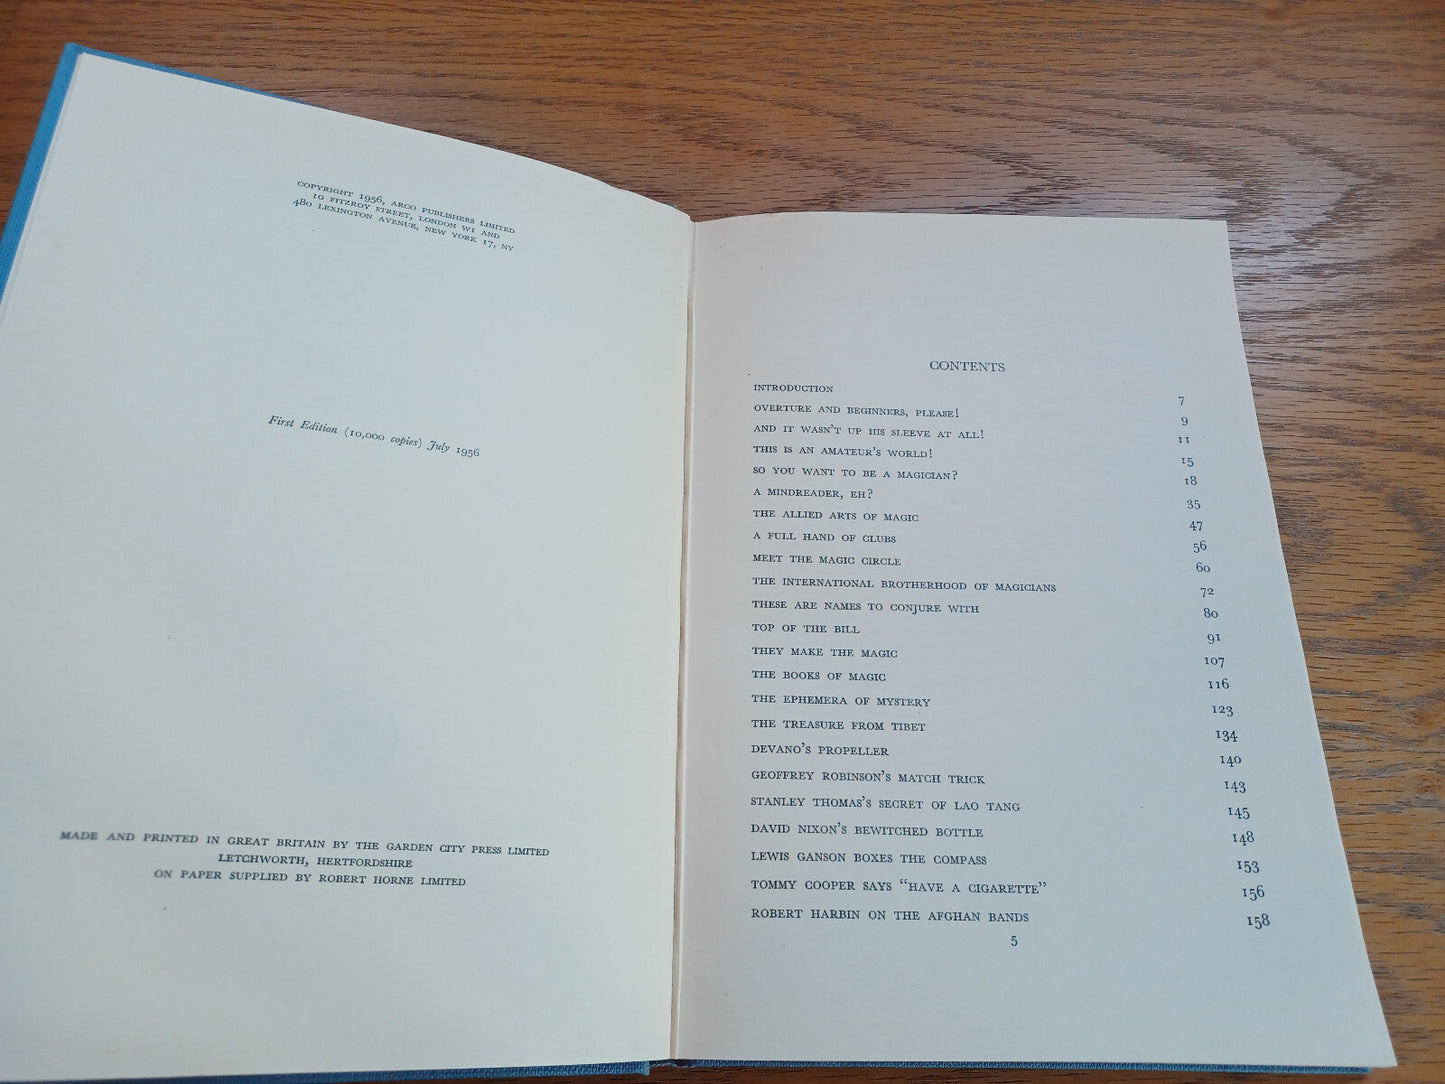 COPYRIGHT 1956, ARCO PUBLISHERS LIMITED
10 FITZROY STREET, LONDON W1 AND
480 LEXINGTON AVENUE, NEW YORK 17, NY
First Edition (10,000 copies) July 1956
MADE AND PRINTED IN GREAT BRITAIN BY THE GARDEN CITY PRESS LIMITED
LETCHWORTH, HERTFORDSHIRE
ON PAPER SUPPLIED BY ROBERT HORNE LIMITED
CONTENTS
INTRODUCTION 7
OVERTURE AND BEGINNERS, PLEASE! 9
AND IT WASN'T UP HIS SLEEVE AT ALL! 11
THIS IS AN AMATEUR'S WORLD! 15
SO YOU WANT TO BE A MAGICIAN? 18
A MINDREADER, EH? 35
THE ALLIED ARTS OF MAGIC 47
A FULL HAND OF CLUBS 56
MEET THE MAGIC CIRCLE 60
THE INTERNATIONAL BROTHERHOOD OF MAGICIANS 72
THESE ARE NAMES TO CONJURE WITH 80
TOP OF THE BILL 91
THEY MAKE THE MAGIC 107
THE BOOKS OF MAGIC 116
THE EPHEMERA OF MYSTERY 123
THE TREASURE FROM TIBET 134
DEVANO'S PROPELLER 140
GEOFFREY ROBINSON'S MATCH TRICK 143
STANLEY THOMAS'S SECRET OF LAO TANG 145
DAVID NIXON'S BEWITCHED BOTTLE 148
LEWIS GANSON BOXES THE COMPASS 153
TOMMY COOPER SAYS "HAVE A CIGARETTE" 156
ROBERT HARBIN ON THE AFGHAN BANDS 158
5